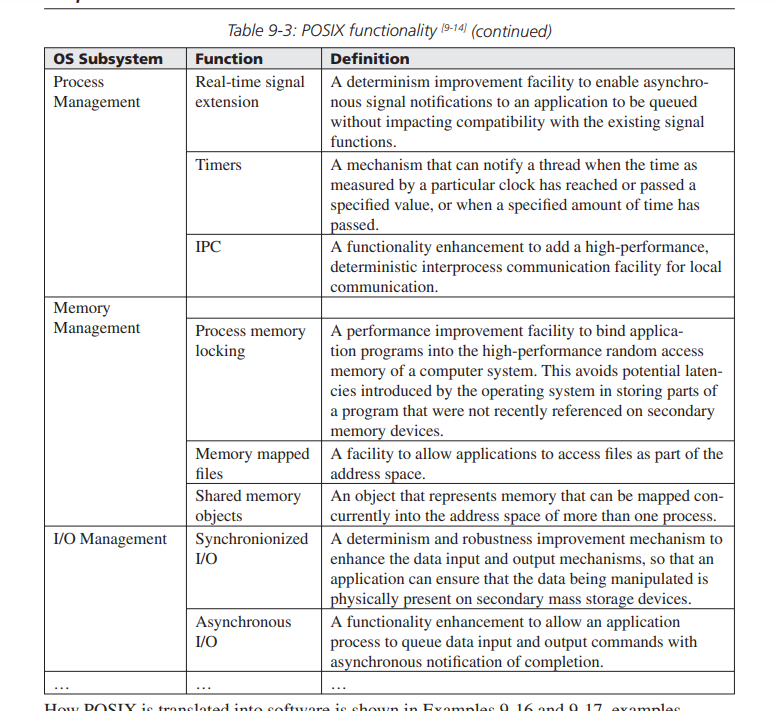 Table 9-3: POSIX functionality [9-14] (continued)
OS Subsystem Function Definition
Process Management
Real-time signal extension
A determinism improvement facility to enable asynchro-
nous signal notifications to an application to be queued
without impacting compatibility with the existing signal
functions.
Timers
A mechanism that can notify a thread when the time as
measured by a particular clock has reached or passed a
specified value, or when a specified amount of time has
passed.
IPC
A functionality enhancement to add a high-performance,
deterministic interprocess communication facility for local
communication.
Memory
Management
Process memory
locking
A performance improvement facility to bind applica-
tion programs into the high-performance random access
memory of a computer system. This avoids potential laten-
cies introduced by the operating system in storing parts of
a program that were not recently referenced on secondary
memory devices.
Memory mapped
files
A facility to allow applications to access files as part of the
address space.
Shared memory
objects
An object that represents memory that can be mapped con-
currently into the address space of more than one process.
I/O Management
Synchronionized
I/O
A determinism and robustness improvement mechanism to
enhance the data input and output mechanisms, so that an
application can ensure that the data being manipulated is
physically present on secondary mass storage devices.
Asynchronous
I/O
A functionality enhancement to allow an application
process to queue data input and output commands with
asynchronous notification of completion.
… … …
How POSIX is translated into software is shown in Examples 9-16 and 9-17, examples